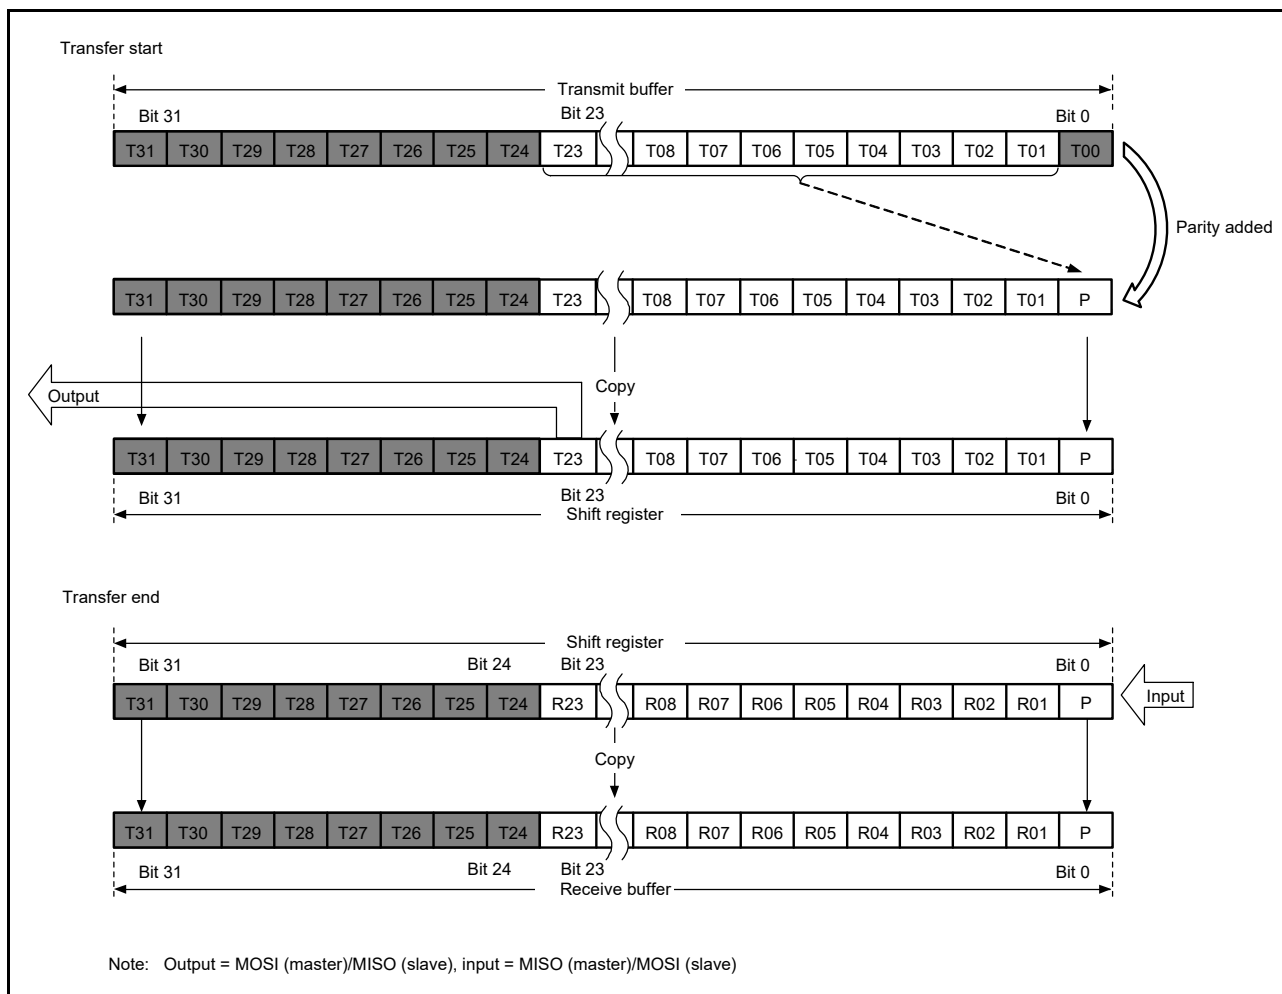 Transfer start
Transmit buffer
Bit 31 Bit 23 Bit 0
T31 T30 T29 T28 T27 T26 T25 T24 T23 T08 T07 T06 T05 T04 T03 T02 T01 T00
Parity added
T31 T30 T29 T28 T27 T26 T25 T24 T23 T08 T07 T06 T05 T04 T03 T02 T01 P
Copy
Output
T31 T30 T29 T28 T27 T26 T25 T24 T23 T08 T07 T06 T05 T04 T03 T02 T01 P
Bit 31 Bit 23 Bit 0
Shift register
Transfer end
Shift register
Bit 31 Bit 24 Bit 23 Bit 0
T31 T30 T29 T28 T27 T26 T25 T24 R23 R08 R07 R06 R05 R04 R03 R02 R01 P Input
Copy
T31 T30 T29 T28 T27 T26 T25 T24 R23 R08 R07 R06 R05 R04 R03 R02 R01 P
Bit 31 Bit 24 Bit 23 Bit 0
Receive buffer
Note: Output = MOSI (master)/MISO (slave), input = MISO (master)/MOSI (slave)